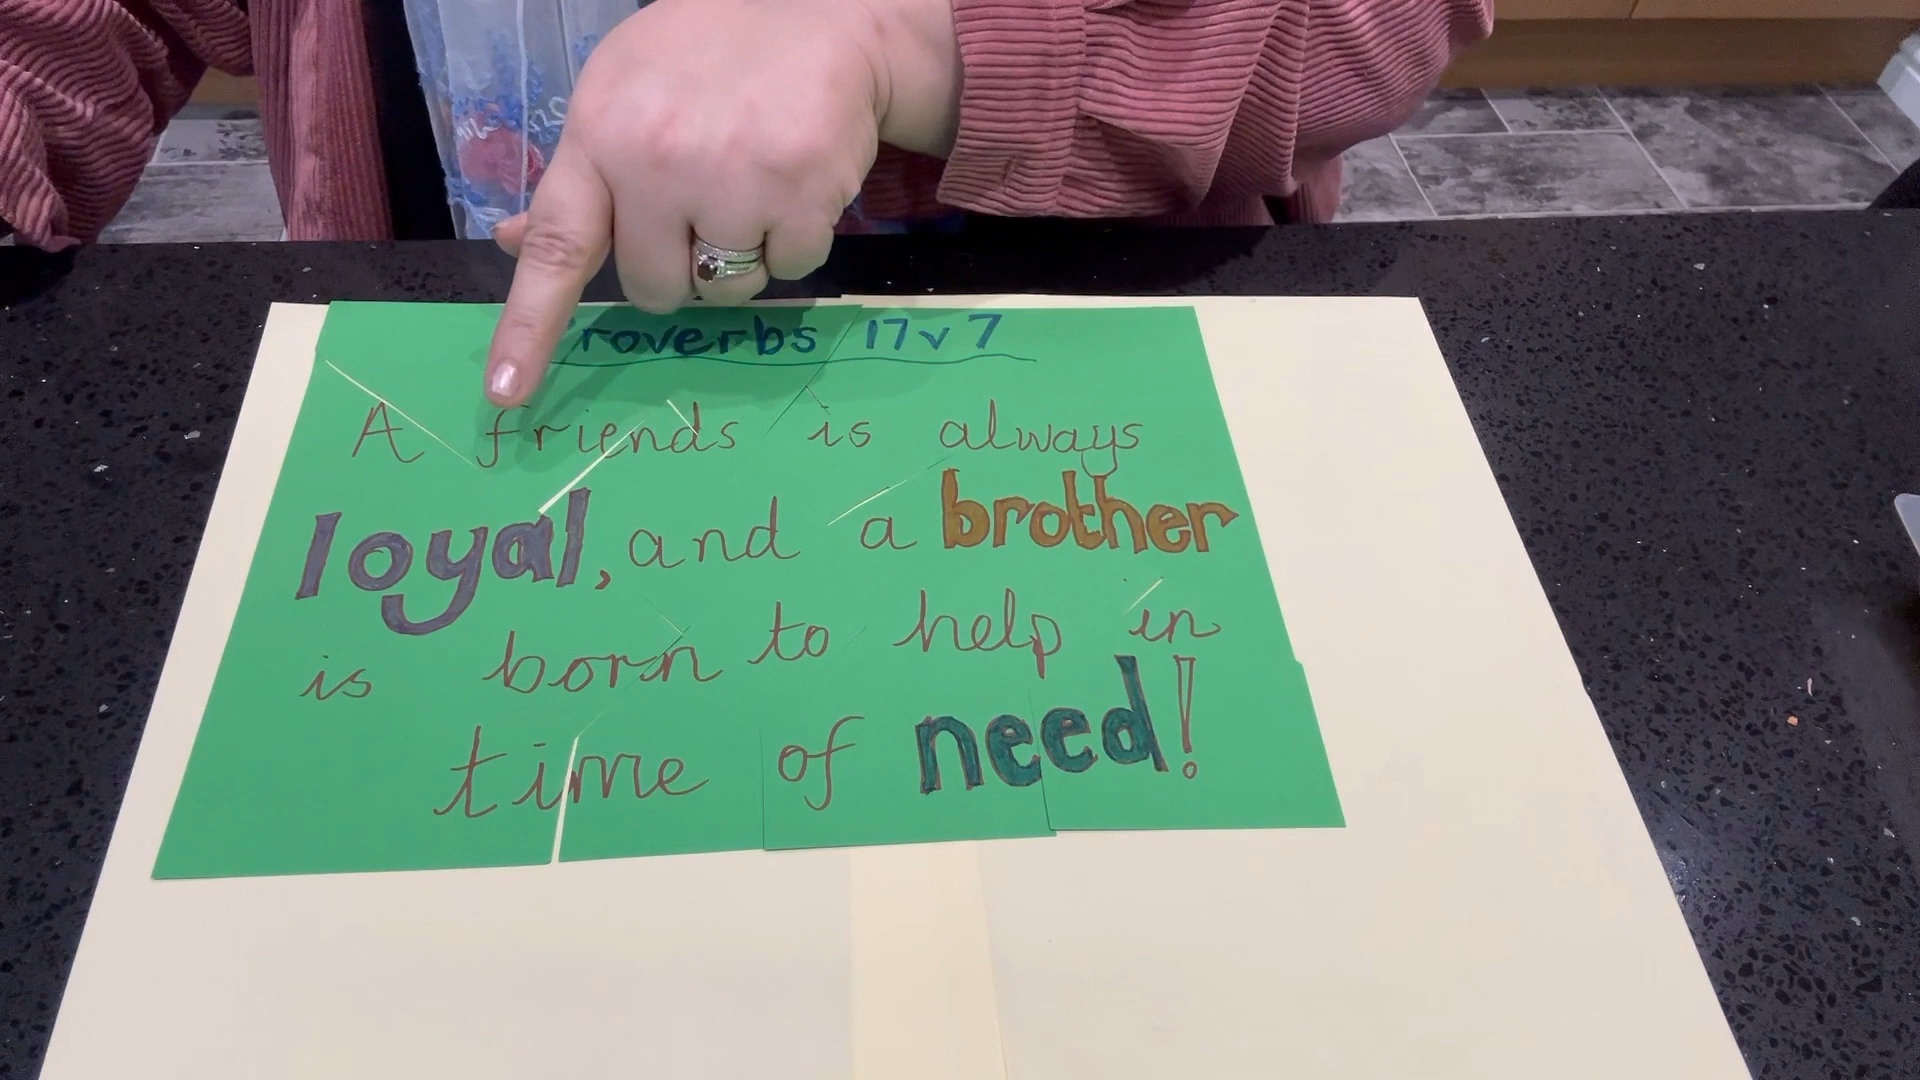 Proverbs 17v7
A friends is always
loyal, and a brother
is born to help in
time of need!